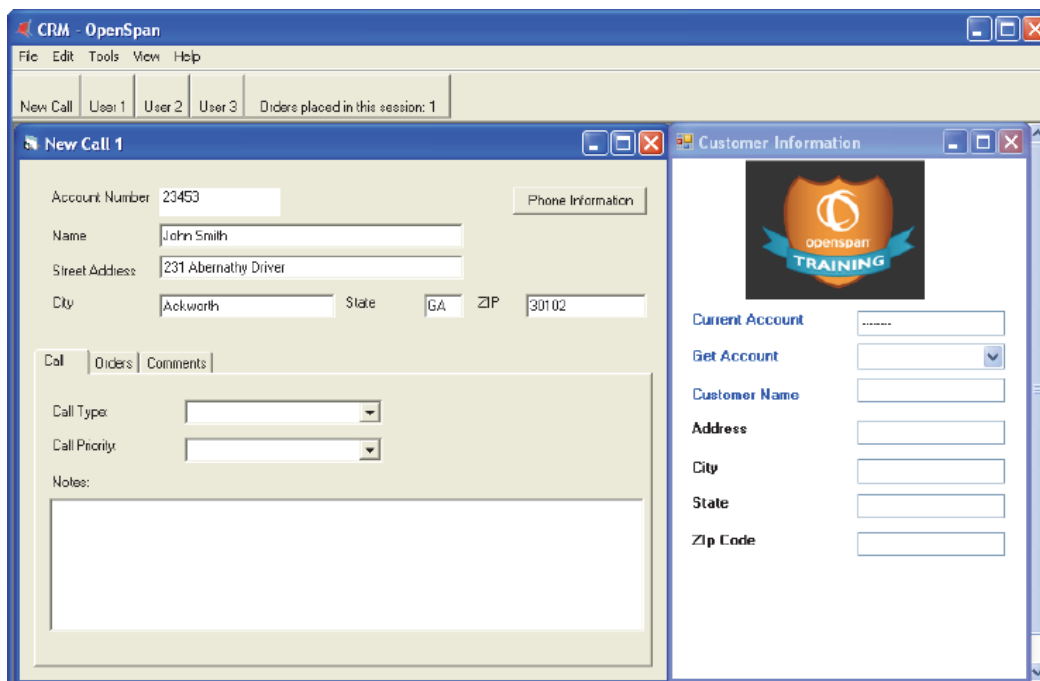 CRM - OpenSpan
File Edit Tools View Help
New Call User 1 User 2 User 3 Orders placed in this session: 1
New Call 1
Account Number 23453 Phone Information
Name John Smith
Street Address 231 Abernathy Driver
City Ackworth State GA ZIP 30102
Call Orders Comments
Call Type:
Call Priority:
Notes:
Customer Information
openspan
TRAINING
Current Account --------
Get Account
Customer Name
Address
City
State
ZIp Code